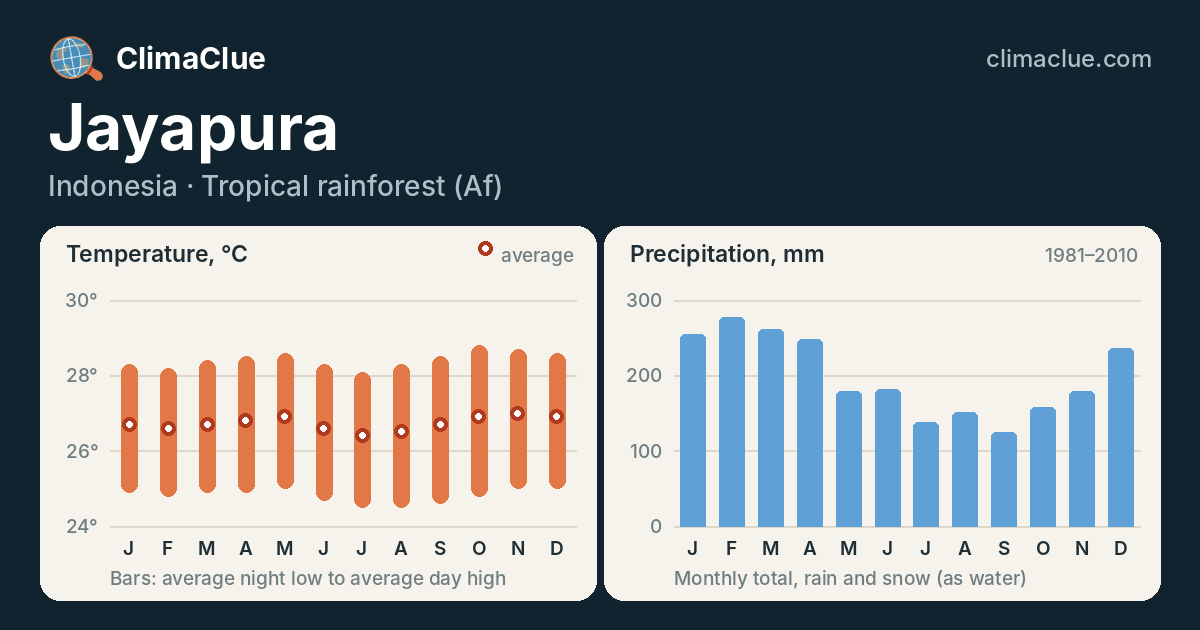 ClimaClue
climaclue.com
Jayapura
Indonesia · Tropical rainforest (Af)
Temperature, °C
average
30°
28°
26°
24°
J F M A M J J A S O N D
Bars: average night low to average day high
Precipitation, mm
1981–2010
300
200
100
0
J F M A M J J A S O N D
Monthly total, rain and snow (as water)